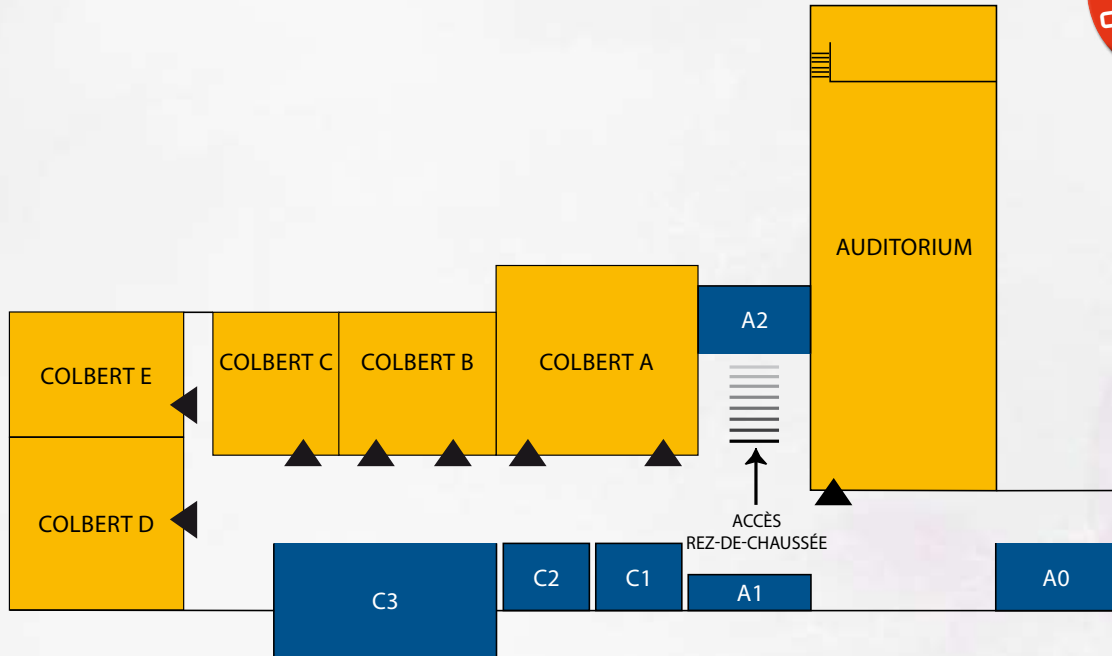 AUDITORIUM
A2
COLBERT E
COLBERT C
COLBERT B
COLBERT A
COLBERT D
ACCÈS
REZ-DE-CHAUSSÉE
C3
C2
C1
A1
A0